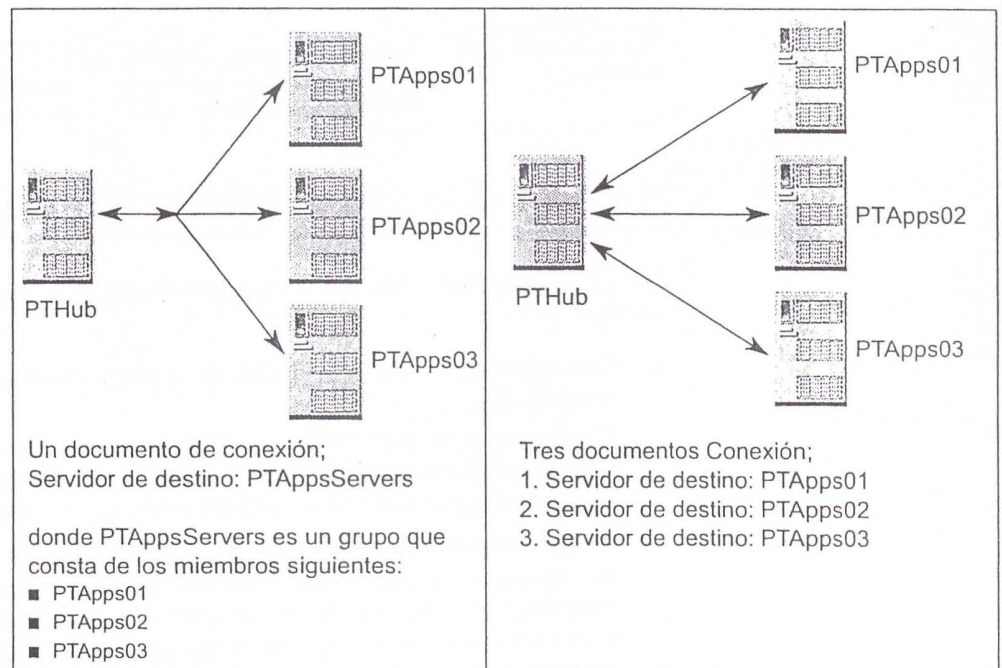 PTApps01
PTApps02
PTApps03
PTHub
Un documento de conexión;
Servidor de destino: PTAppsServers
donde PTAppsServers es un grupo que
consta de los miembros siguientes:
■ PTApps01
■ PTApps02
■ PTApps03
PTApps01
PTApps02
PTApps03
PTHub
Tres documentos Conexión;
1. Servidor de destino: PTApps01
2. Servidor de destino: PTApps02
3. Servidor de destino: PTApps03